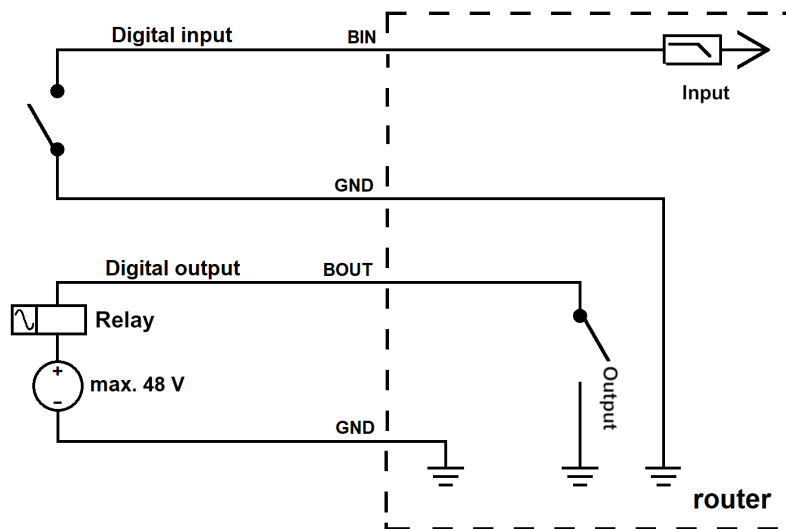 Digital input
BIN
Input
GND
Digital output
BOUT
Relay
Output
+
max. 48 V
–
GND
router